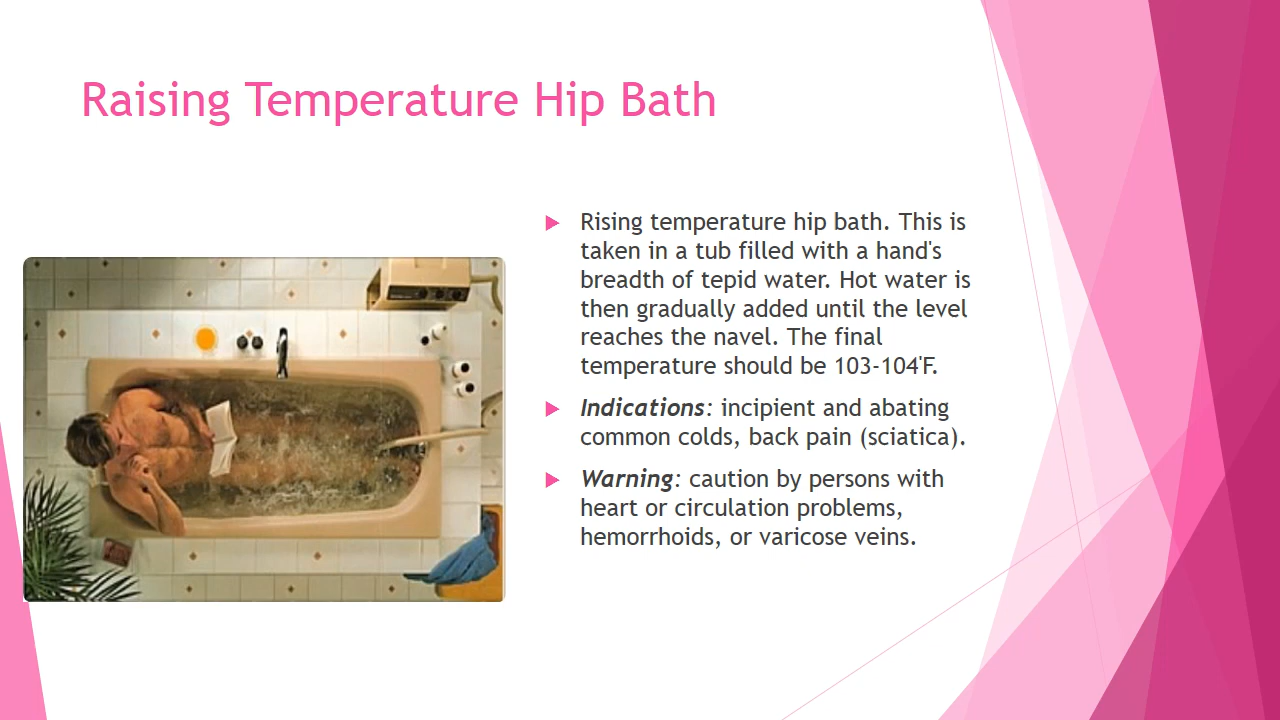 Raising Temperature Hip Bath
Rising temperature hip bath. This is
taken in a tub filled with a hand's
breadth of tepid water. Hot water is
then gradually added until the level
reaches the navel. The final
temperature should be 103-104'F.
Indications: incipient and abating
common colds, back pain (sciatica).
Warning: caution by persons with
heart or circulation problems,
hemorrhoids, or varicose veins.